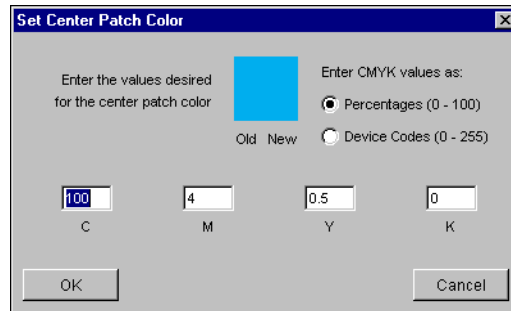 Set Center Patch Color
Enter the values desired
for the center patch color
Old New
Enter CMYK values as:
Percentages (0 - 100)
Device Codes (0 - 255)
100 4 0.5 0
C M Y K
OK Cancel